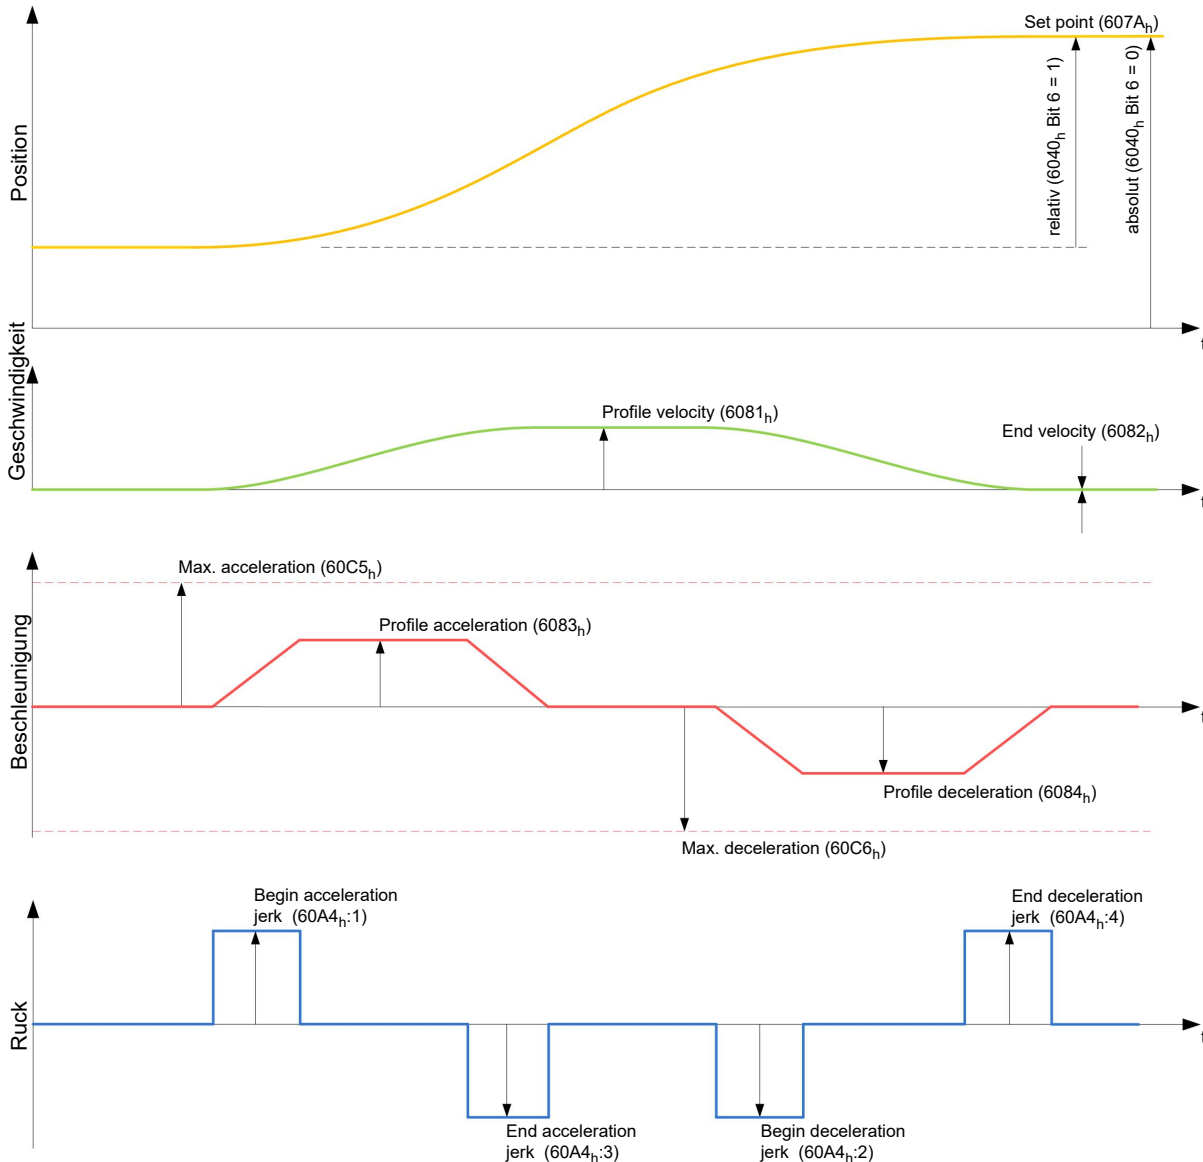 Set point (607Ah)
relativ (6040h Bit 6 = 1)
absolut (6040h Bit 6 = 0)
Position
t
Geschwindigkeit
Profile velocity (6081h)
End velocity (6082h)
t
Beschleunigung
Max. acceleration (60C5h)
Profile acceleration (6083h)
t
Profile deceleration (6084h)
Max. deceleration (60C6h)
Ruck
Begin acceleration
jerk (60A4h:1)
End deceleration
jerk (60A4h:4)
t
End acceleration
jerk (60A4h:3)
Begin deceleration
jerk (60A4h:2)